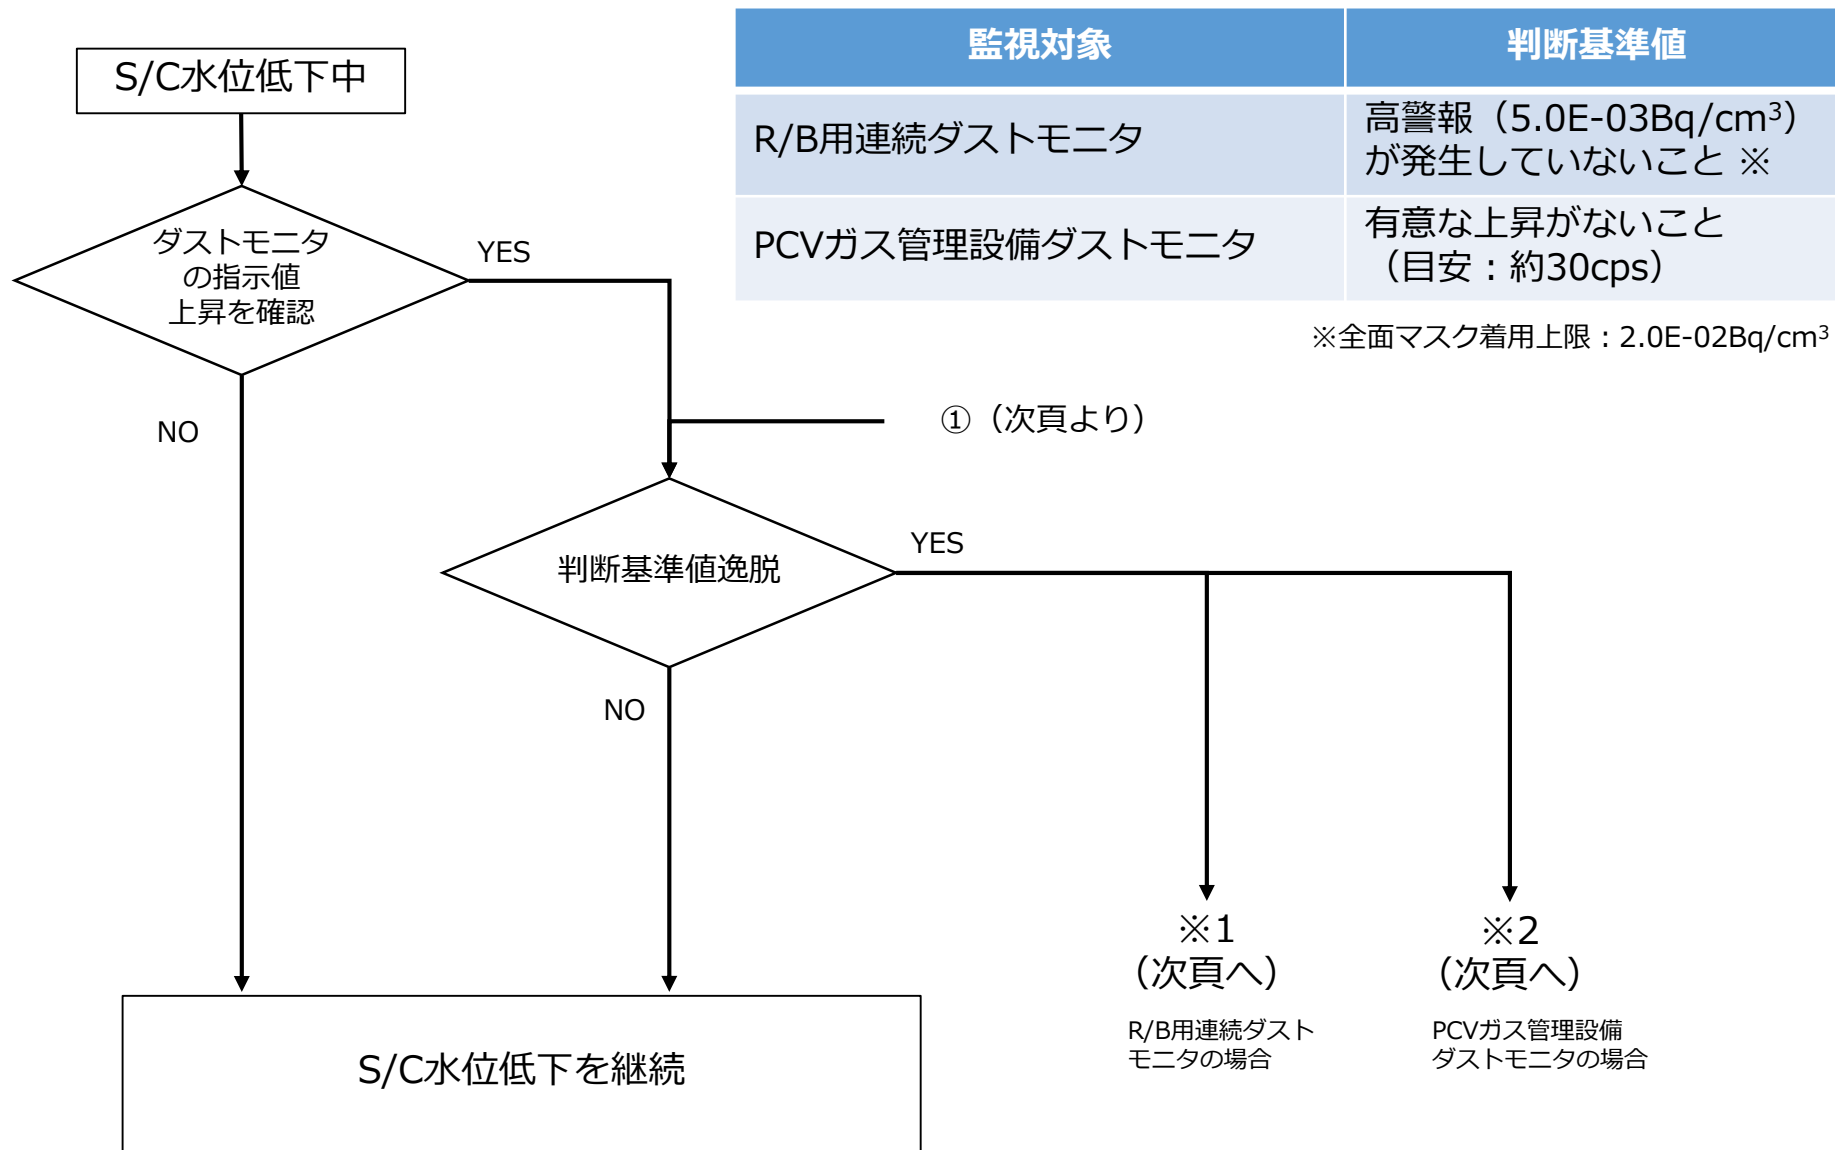 S/C水位低下中
監視対象
判断基準値
R/B用連続ダストモニタ
高警報（5.0E-03Bq/cm³）
が発生していないこと ※
PCVガス管理設備ダストモニタ
有意な上昇がないこと
（目安：約30cps）
※全面マスク着用上限：2.0E-02Bq/cm³
ダストモニタ
の指示値
上昇を確認
YES
NO
①（次頁より）
判断基準値逸脱
YES
NO
※1
（次頁へ）
R/B用連続ダスト
モニタの場合
※2
（次頁へ）
PCVガス管理設備
ダストモニタの場合
S/C水位低下を継続